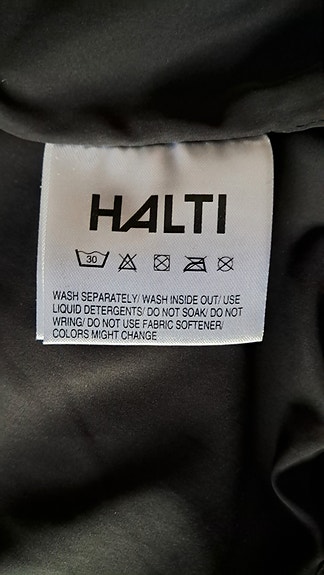 HALTI
30
WASH SEPARATELY/ WASH INSIDE OUT/ USE
LIQUID DETERGENTS/ DO NOT SOAK/ DO NOT
WRING/ DO NOT USE FABRIC SOFTENER/
COLORS MIGHT CHANGE